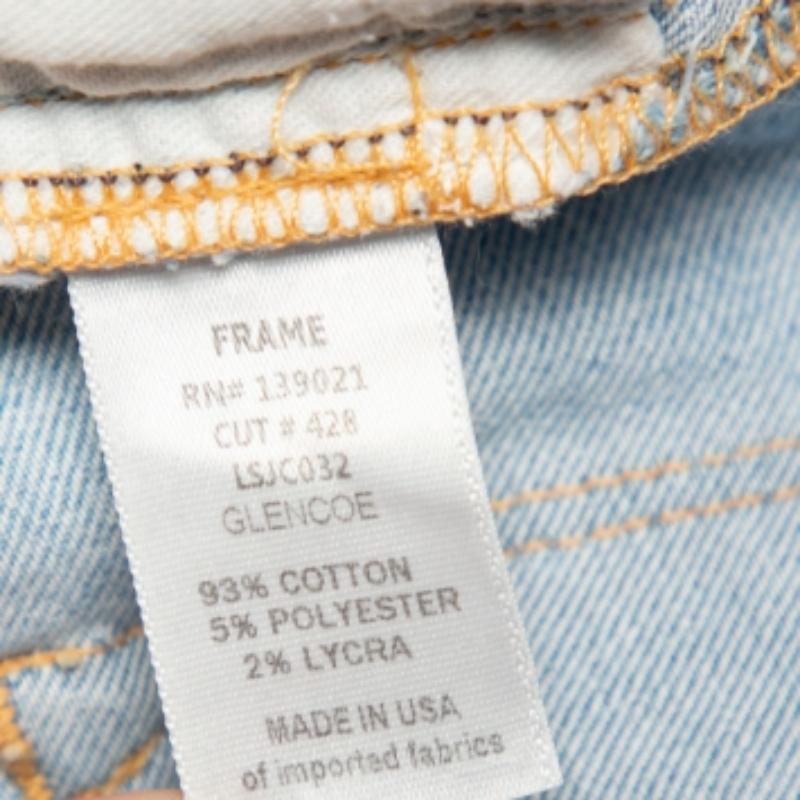 FRAME
RN# 139021
CUT # 428
LSJC032
GLENCOE
93% COTTON
5% POLYESTER
2% LYCRA
MADE IN USA
of imported fabrics